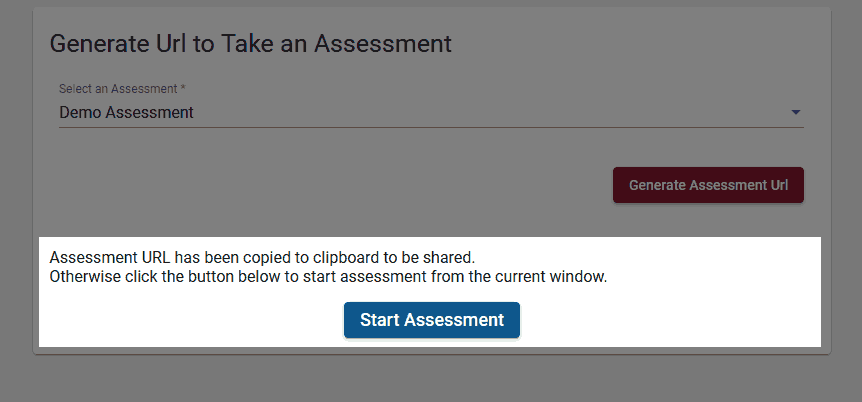 Generate Url to Take an Assessment
Select an Assessment *
Demo Assessment
Generate Assessment Url
Assessment URL has been copied to clipboard to be shared.
Otherwise click the button below to start assessment from the current window.
Start Assessment